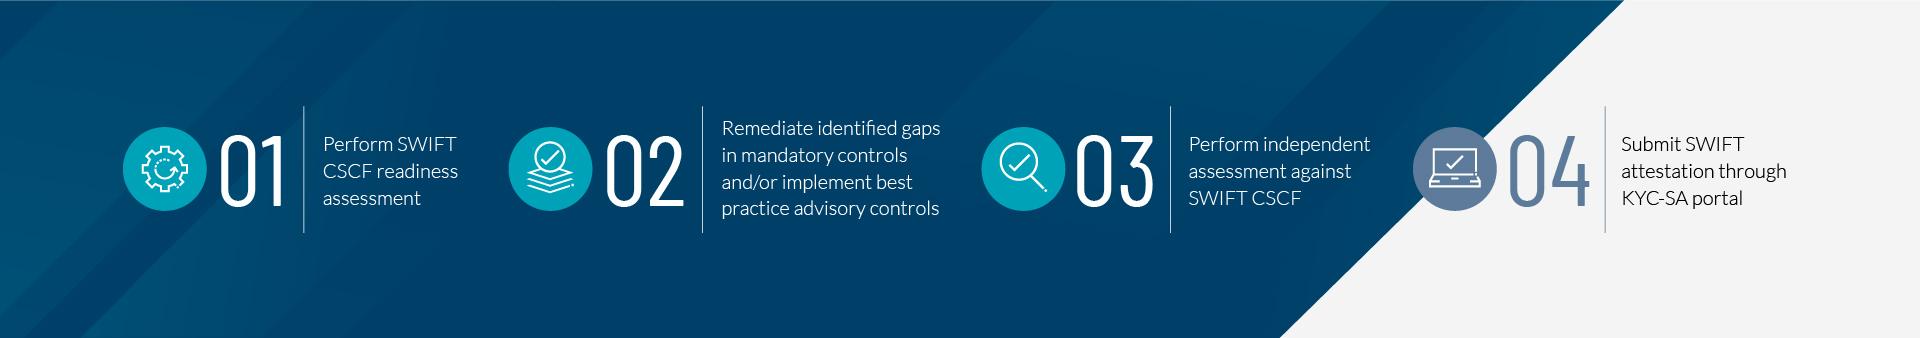 01
Perform SWIFT
CSCF readiness
assessment
02
Remediate identified gaps
in mandatory controls
and/or implement best
practice advisory controls
03
Perform independent
assessment against
SWIFT CSCF
04
Submit SWIFT
attestation through
KYC-SA portal